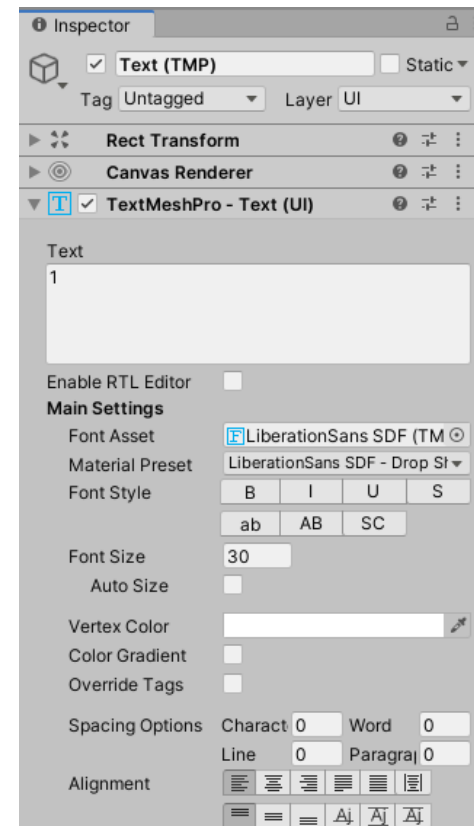 Inspector
Text (TMP) Static
Tag Untagged Layer UI
Rect Transform
Canvas Renderer
T TextMeshPro - Text (UI)
Text
1
Enable RTL Editor
Main Settings
Font Asset F LiberationSans SDF (TM
Material Preset LiberationSans SDF - Drop Sh
Font Style B I U S
ab AB SC
Font Size 30
Auto Size
Vertex Color
Color Gradient
Override Tags
Spacing Options Charact 0 Word 0
Line 0 Paragra 0
Alignment